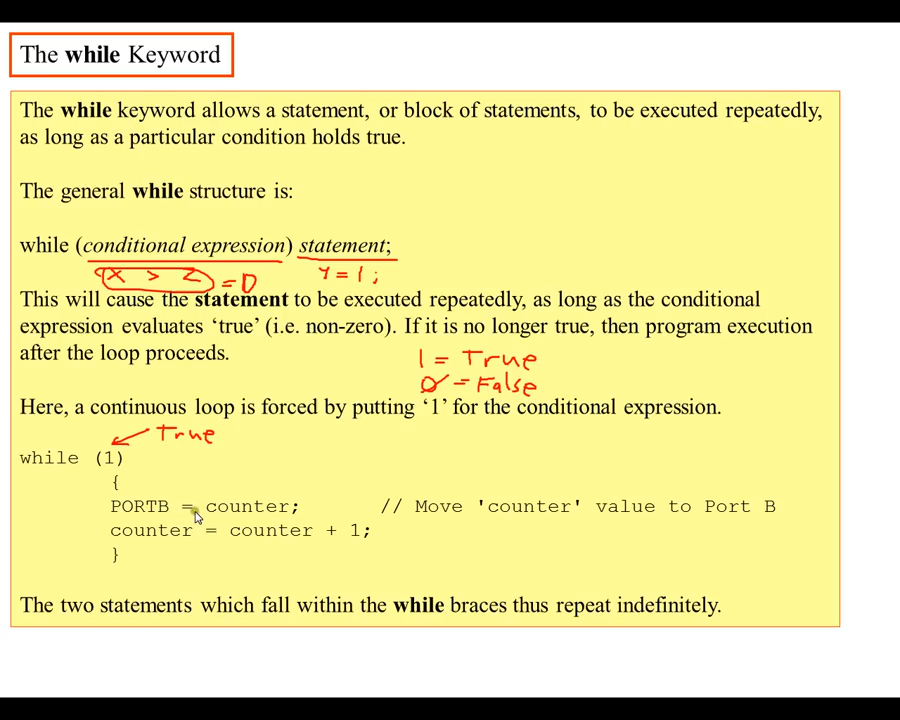 The while Keyword
The while keyword allows a statement, or block of statements, to be executed repeatedly,
as long as a particular condition holds true.
The general while structure is:
while (conditional expression) statement;
X > Z = 0
Y = 1;
This will cause the statement to be executed repeatedly, as long as the conditional
expression evaluates ‘true’ (i.e. non-zero). If it is no longer true, then program execution
after the loop proceeds.
1 = True
0 = False
Here, a continuous loop is forced by putting ‘1’ for the conditional expression.
True
while (1)
{
PORTB = counter; // Move 'counter' value to Port B
counter = counter + 1;
}
The two statements which fall within the while braces thus repeat indefinitely.